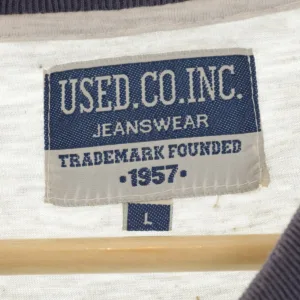 USED.CO.INC.
JEANSWEAR
TRADEMARK FOUNDED
•1957•
L